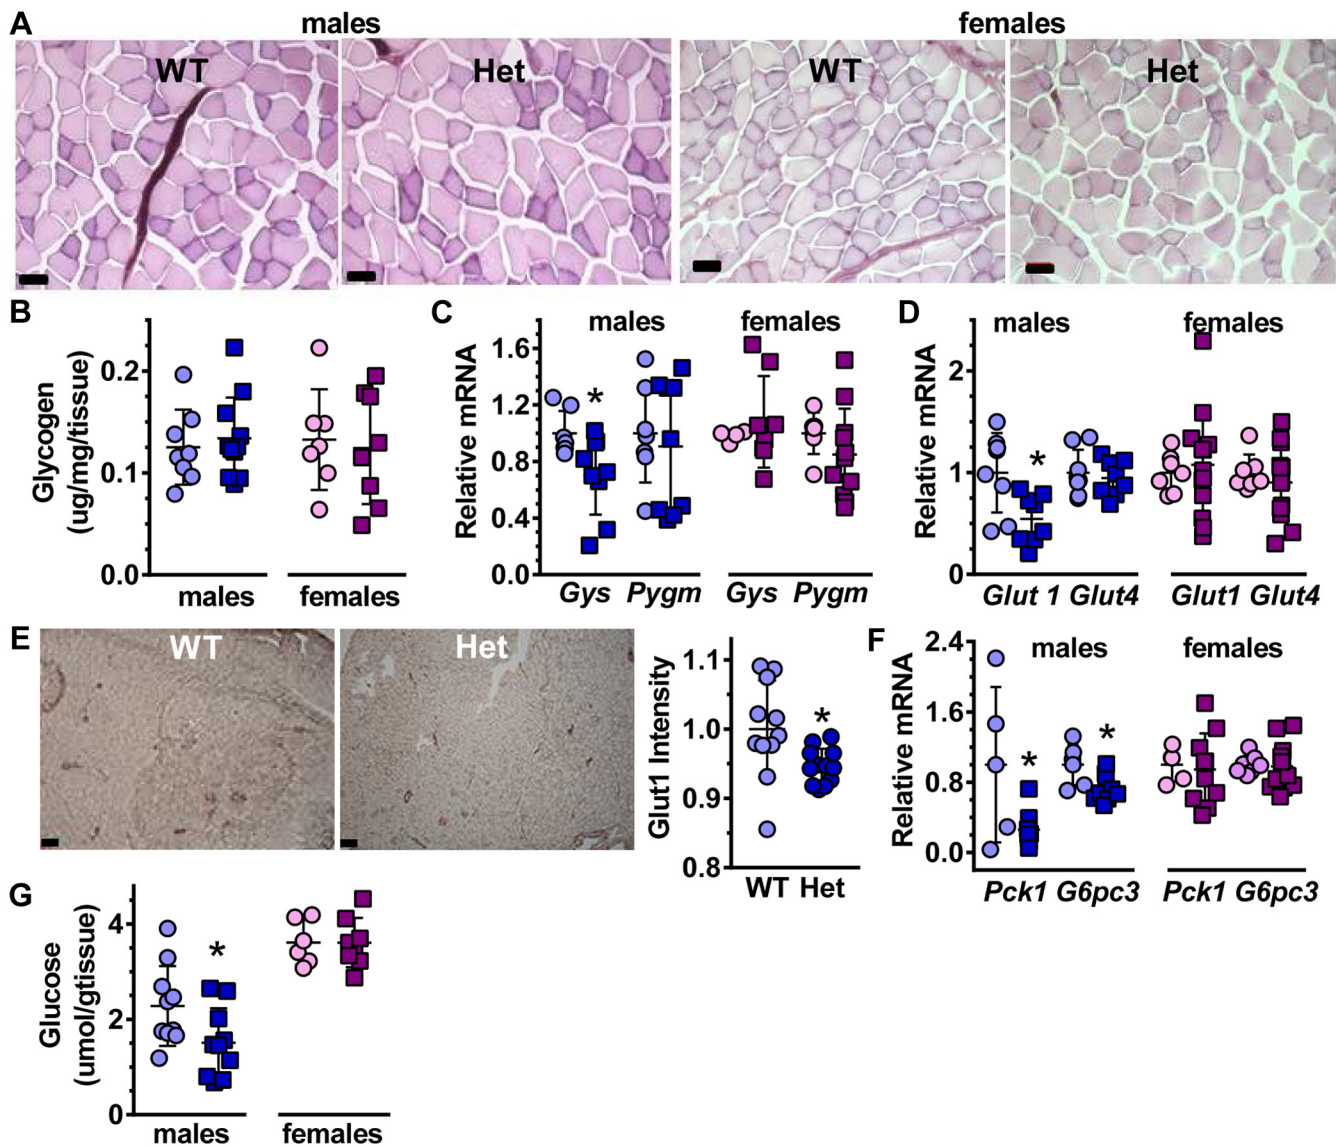 A
males
females
WT
Het
WT
Het
B
Glycogen
(ug/mg/tissue)
0.2
0.1
0.0
males
females
C
males
females
Relative mRNA
1.6
1.2
0.8
0.4
0.0
*
Gys Pygm
Gys Pygm
D
males
females
Relative mRNA
2
1
0
*
Glut 1 Glut4
Glut1 Glut4
E
WT
Het
Glut1 Intensity
1.1
1.0
0.9
0.8
*
WT Het
F
males
females
Relative mRNA
2.4
1.6
0.8
0.0
*
*
Pck1 G6pc3
Pck1 G6pc3
G
Glucose
(umol/gtissue)
4
2
0
*
males
females